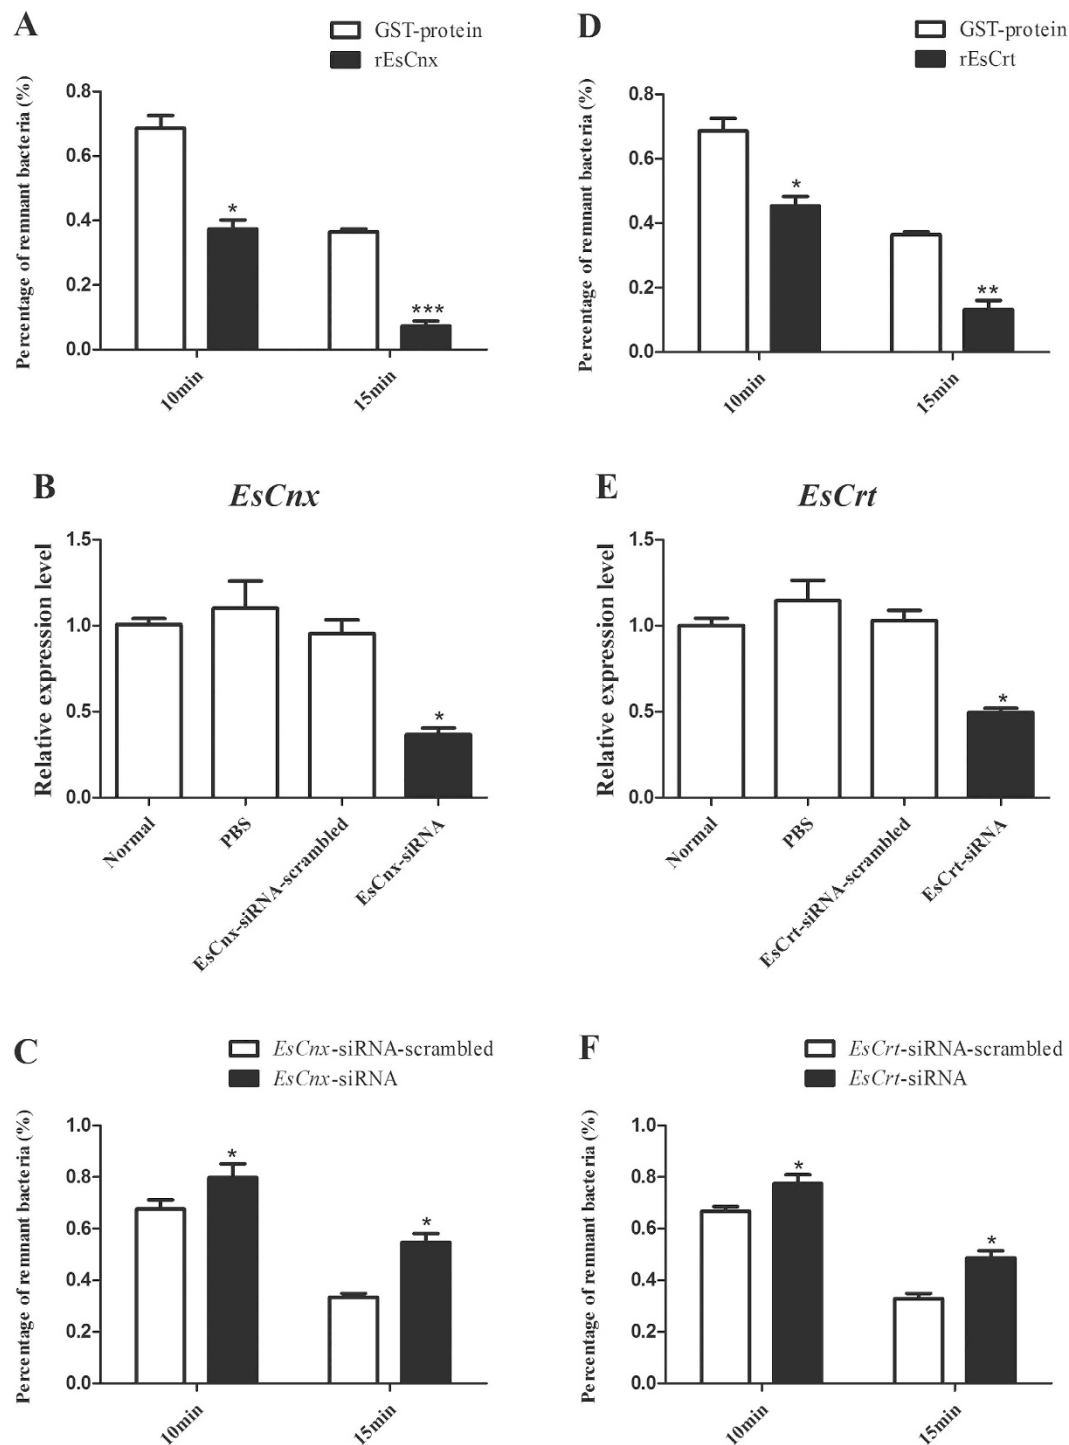 A
GST-protein
rEsCnx
Percentage of remnant bacteria (%)
0.8
0.6
0.4
0.2
0.0
*
***
10min
15min
D
GST-protein
rEsCrt
Percentage of remnant bacteria (%)
0.8
0.6
0.4
0.2
0.0
*
**
10min
15min
B
EsCnx
Relative expression level
1.5
1.0
0.5
0.0
*
Normal
PBS
EsCnx-siRNA-scrambled
EsCnx-siRNA
E
EsCrt
Relative expression level
1.5
1.0
0.5
0.0
*
Normal
PBS
EsCrt-siRNA-scrambled
EsCrt-siRNA
C
EsCnx-siRNA-scrambled
EsCnx-siRNA
Percentage of remnant bacteria (%)
1.0
0.8
0.6
0.4
0.2
0.0
*
*
10min
15min
F
EsCrt-siRNA-scrambled
EsCrt-siRNA
Percentage of remnant bacteria (%)
1.0
0.8
0.6
0.4
0.2
0.0
*
*
10min
15min